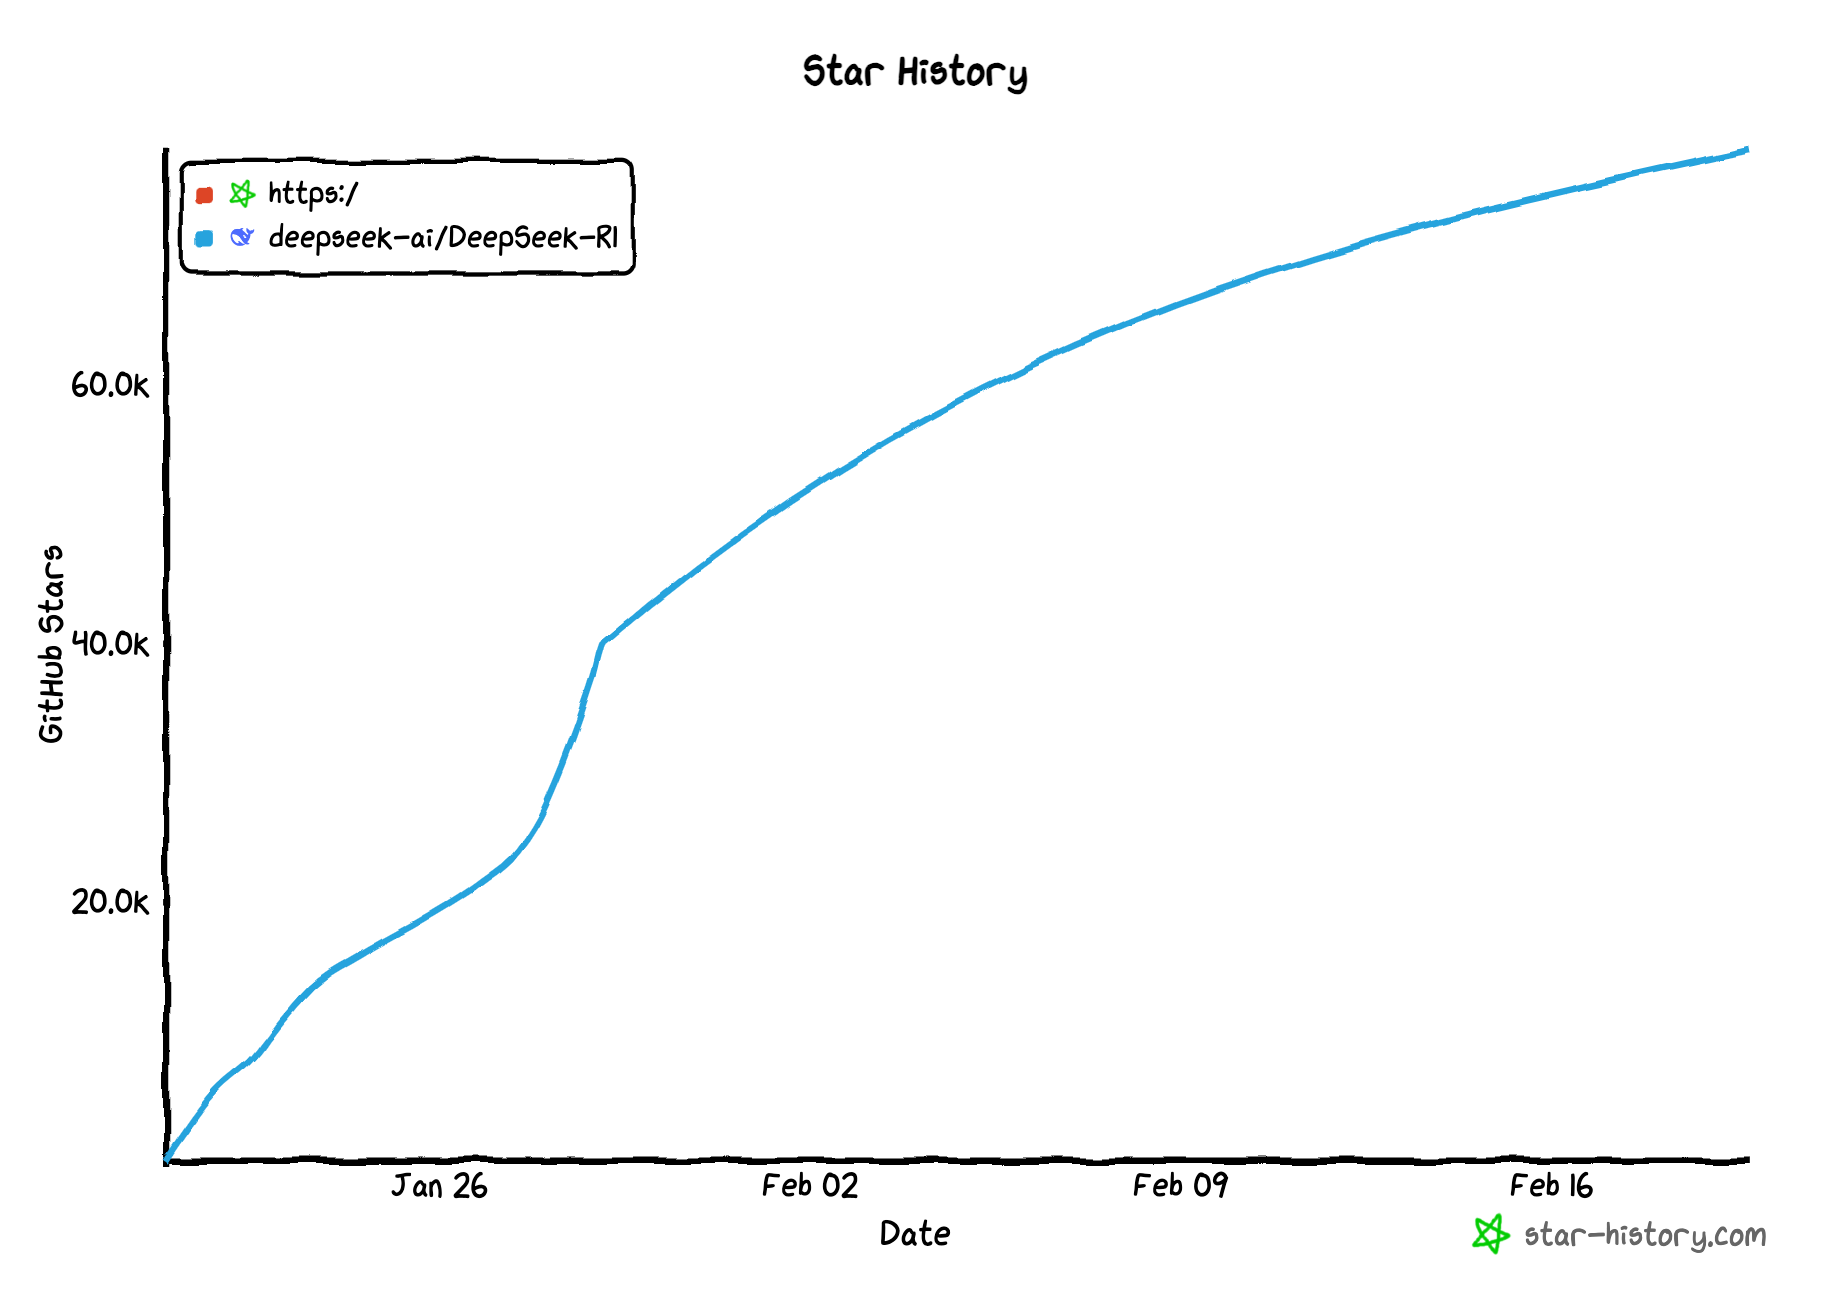 Star History
https:/
deepseek-ai/DeepSeek-R1
60.0k
40.0k
20.0k
GitHub Stars
Jan 26
Feb 02
Feb 09
Feb 16
Date
star-history.com